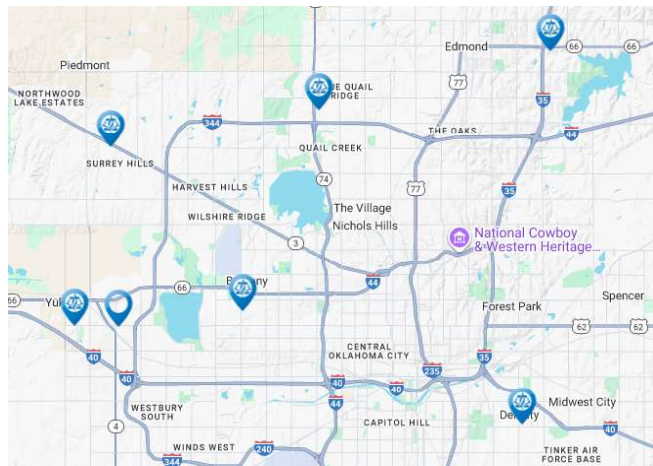 Edmond
66
66
Piedmont
77
35
NORTHWOOD
LAKE ESTATES
RIDGE
344
THE OAKS
44
QUAIL CREEK
SURREY HILLS
74
77
35
HARVEST HILLS
The Village
WILSHIRE RIDGE
Nichols Hills
National Cowboy
& Western Heritage...
3
44
66
66
Spencer
Forest Park
62
62
CENTRAL
OKLAHOMA CITY
40
35
235
40
40
40
44
WESTBURY
SOUTH
Midwest City
4
CAPITOL HILL
40
WINDS WEST
240
TINKER AIR
FORCE BASE
344